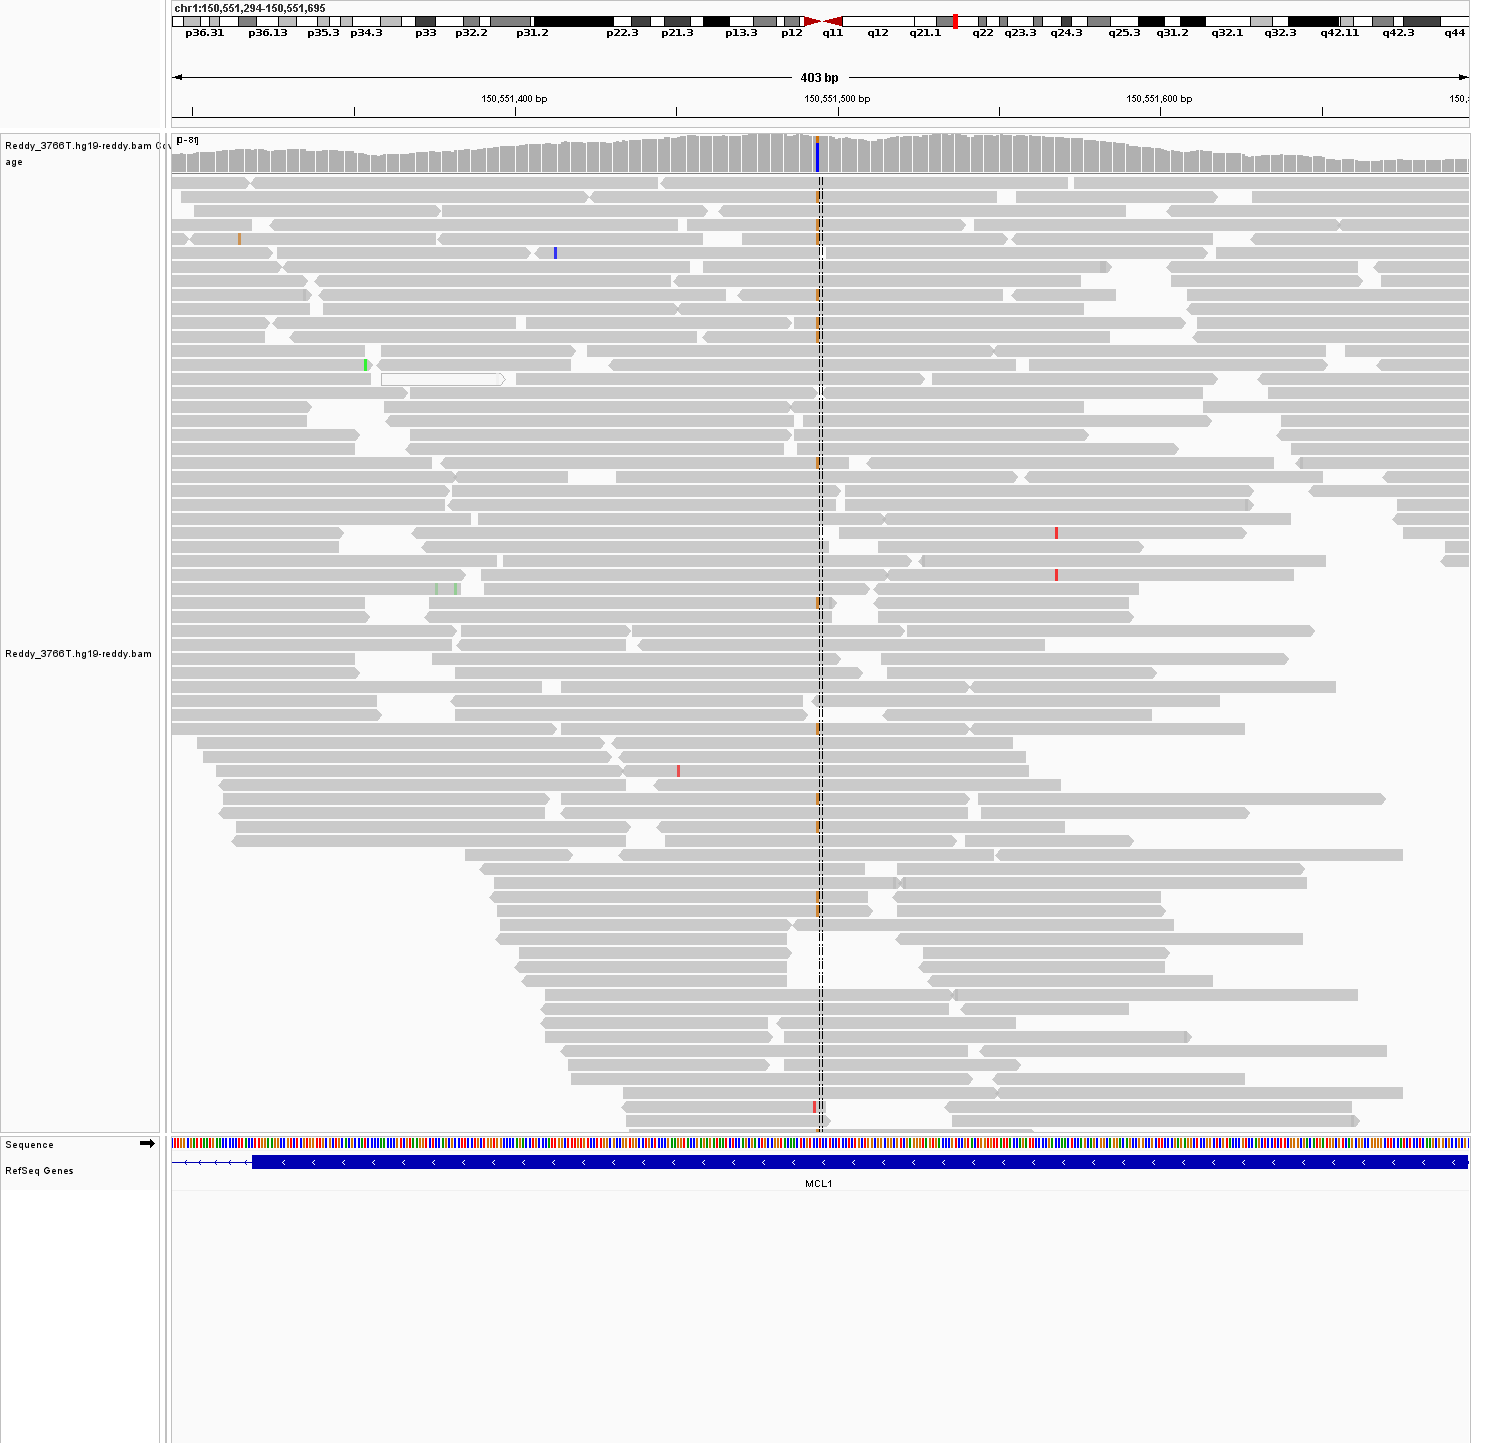 chr1:150,551,294-150,551,695
p36.31 p36.13 p35.3 p34.3 p33 p32.2 p31.2 p22.3 p21.3 p13.3 p12 q11 q12 q21.1 q22 q23.3 q24.3 q25.3 q31.2 q32.1 q32.3 q42.11 q42.3 q44
403 bp
150,551,400 bp 150,551,500 bp 150,551,600 bp 150,
[0-81]
Reddy_3766T.hg19-reddy.bam Cov
age
Reddy_3766T.hg19-reddy.bam
Sequence
RefSeq Genes
MCL1